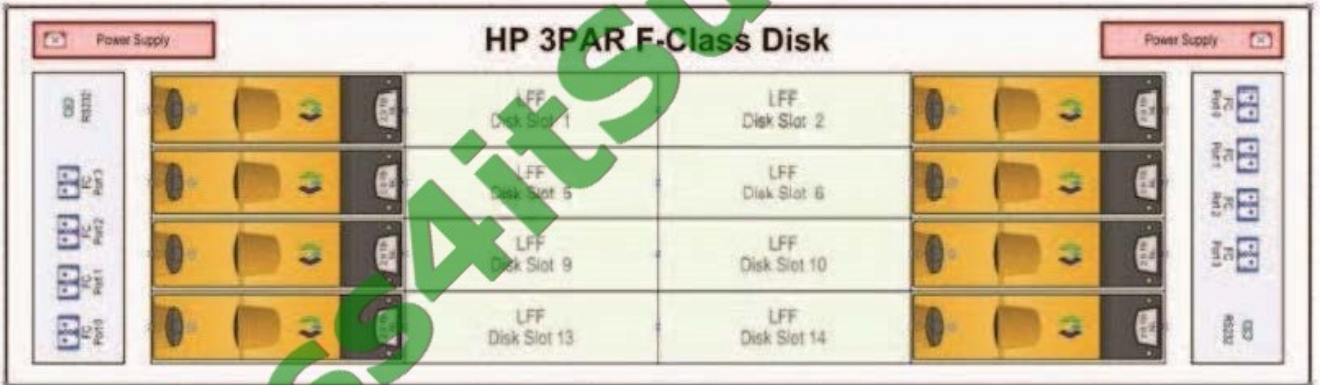 Power Supply
HP 3PAR F-Class Disk
Power Supply
RS232
FC
Port 3
FC
Port 2
FC
Port 1
FC
Port 0
LFF
Disk Slot 1
LFF
Disk Slot 2
LFF
Disk Slot 5
LFF
Disk Slot 6
LFF
Disk Slot 9
LFF
Disk Slot 10
LFF
Disk Slot 13
LFF
Disk Slot 14
FC
Port 0
FC
Port 1
FC
Port 2
FC
Port 3
RS232
s4itSu